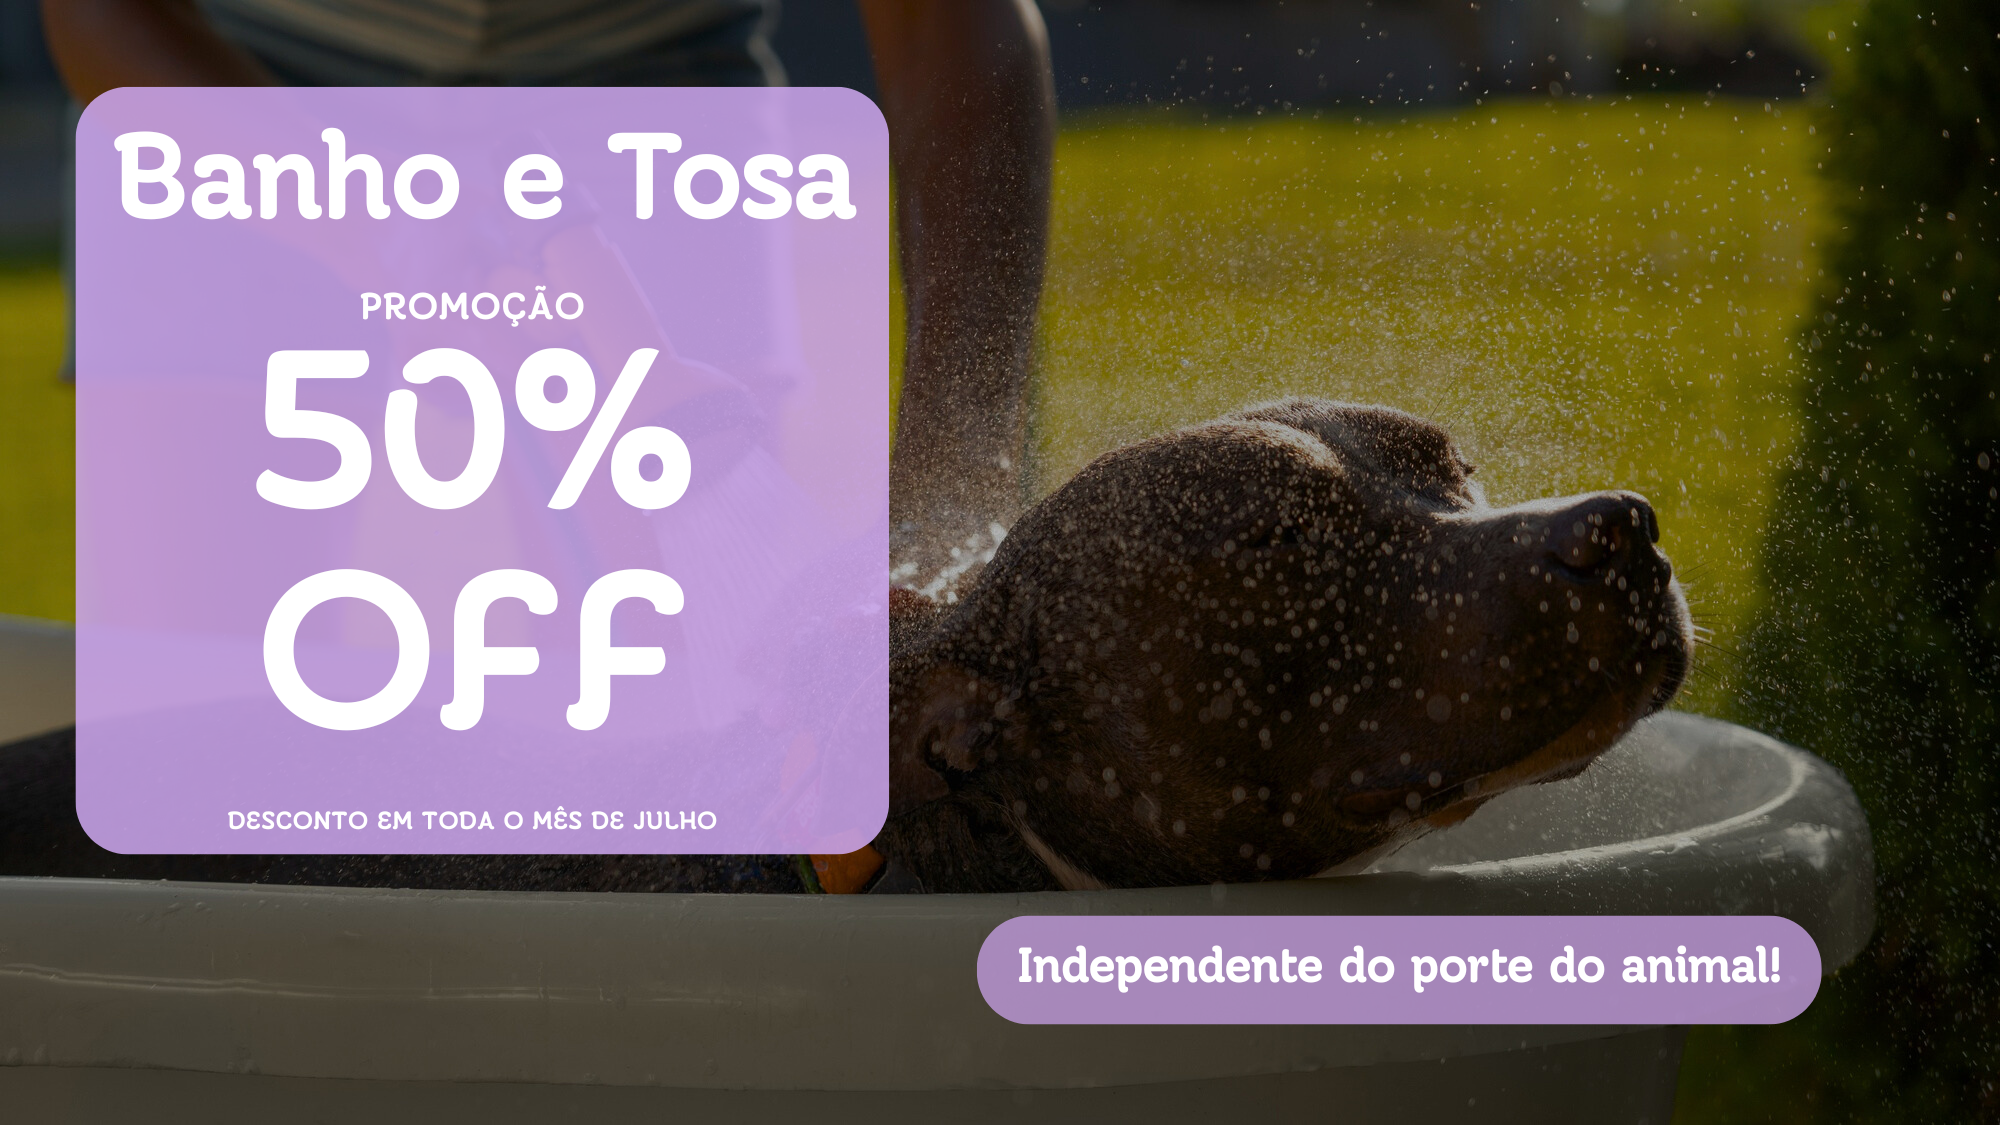 Banho e Tosa
PROMOÇÃO
50%
OFF
DESCONTO EM TODA O MÊS DE JULHO
Independente do porte do animal!